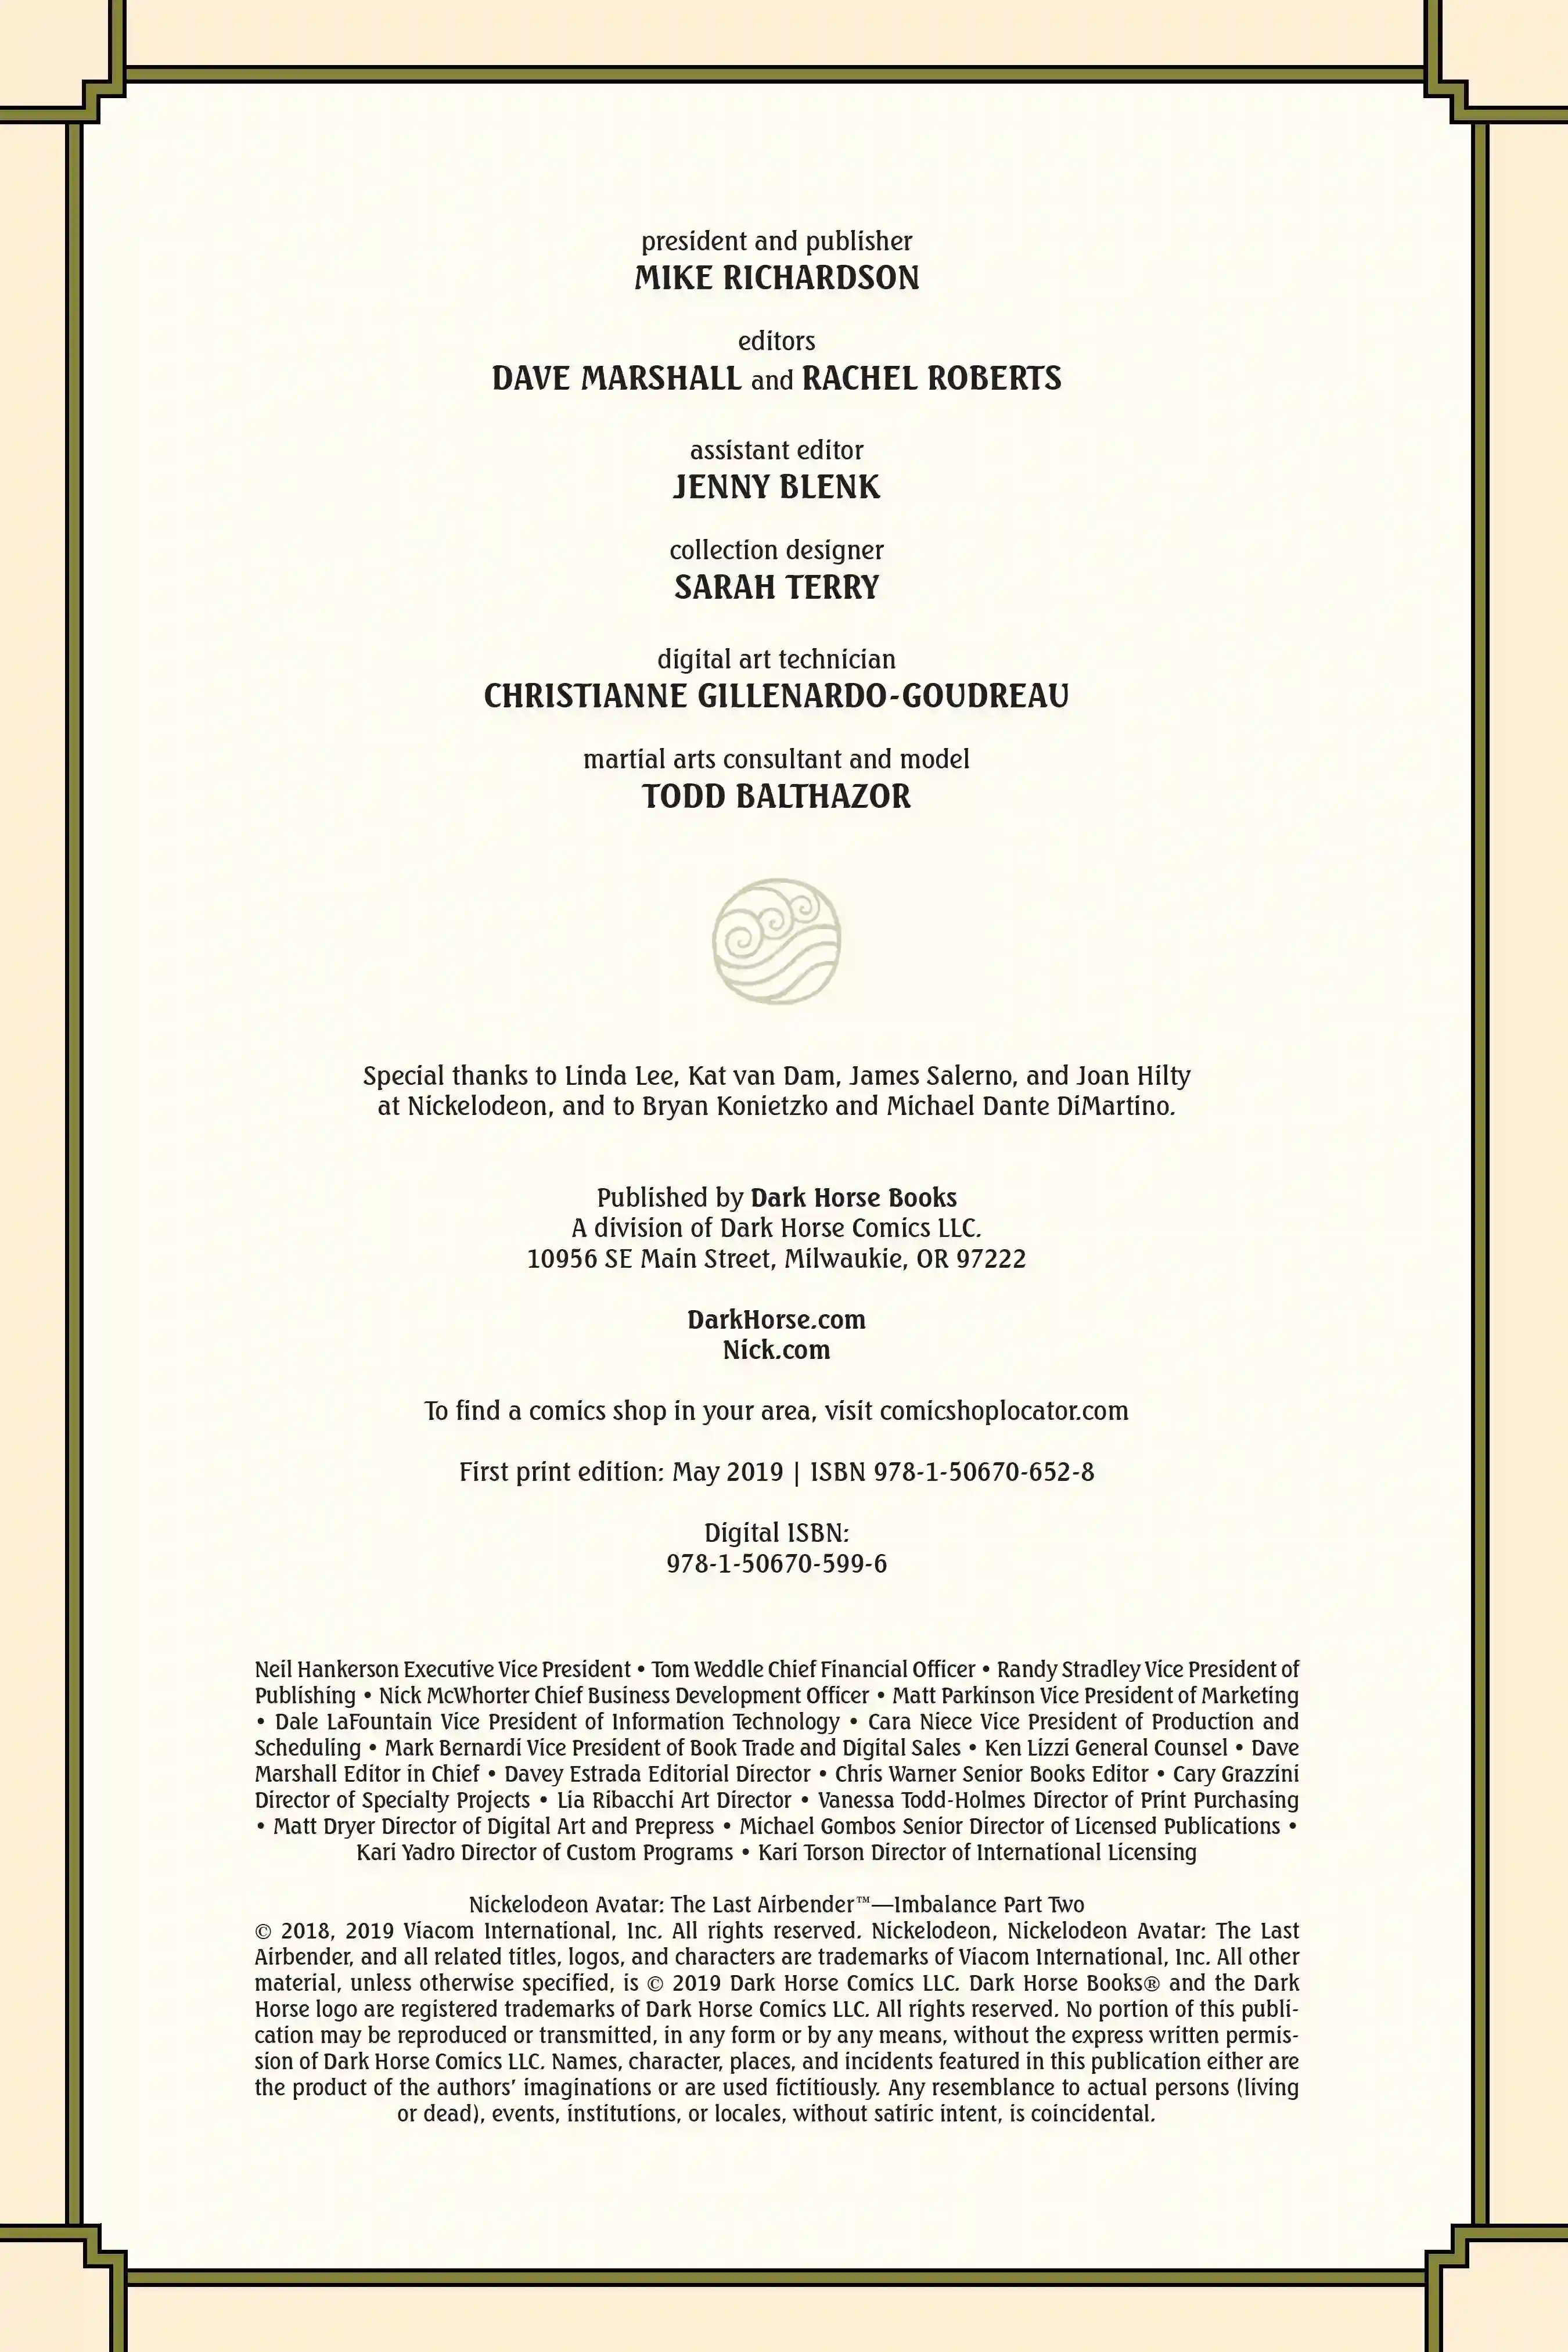 president and publisher
MIKE RICHARDSON
editors
DAVE MARSHALL and RACHEL ROBERTS
assistant editor
JENNY BLENK
collection designer
SARAH TERRY
digital art technician
CHRISTIANNE GILLENARDO-GOUDREAU
martial arts consultant and model
TODD BALTHAZOR
Special thanks to Linda Lee, Kat van Dam, James Salerno, and Joan Hilty
at Nickelodeon, and to Bryan Konietzko and Michael Dante DiMartino.
Published by Dark Horse Books
A division of Dark Horse Comics LLC.
10956 SE Main Street, Milwaukie, OR 97222
DarkHorse.com
Nick.com
To find a comics shop in your area, visit comicshoplocator.com
First print edition: May 2019 | ISBN 978-1-50670-652-8
Digital ISBN:
978-1-50670-599-6
Neil Hankerson Executive Vice President • Tom Weddle Chief Financial Officer • Randy Stradley Vice President of
Publishing • Nick McWhorter Chief Business Development Officer • Matt Parkinson Vice President of Marketing
• Dale LaFountain Vice President of Information Technology • Cara Niece Vice President of Production and
Scheduling • Mark Bernardi Vice President of Book Trade and Digital Sales • Ken Lizzi General Counsel • Dave
Marshall Editor in Chief • Davey Estrada Editorial Director • Chris Warner Senior Books Editor • Cary Grazzini
Director of Specialty Projects • Lia Ribacchi Art Director • Vanessa Todd-Holmes Director of Print Purchasing
• Matt Dryer Director of Digital Art and Prepress • Michael Gombos Senior Director of Licensed Publications •
Kari Yadro Director of Custom Programs • Kari Torson Director of International Licensing
Nickelodeon Avatar: The Last Airbender™—Imbalance Part Two
© 2018, 2019 Viacom International, Inc. All rights reserved. Nickelodeon, Nickelodeon Avatar: The Last
Airbender, and all related titles, logos, and characters are trademarks of Viacom International, Inc. All other
material, unless otherwise specified, is © 2019 Dark Horse Comics LLC. Dark Horse Books® and the Dark
Horse logo are registered trademarks of Dark Horse Comics LLC. All rights reserved. No portion of this publi-
cation may be reproduced or transmitted, in any form or by any means, without the express written permis-
sion of Dark Horse Comics LLC. Names, character, places, and incidents featured in this publication either are
the product of the authors’ imaginations or are used fictitiously. Any resemblance to actual persons (living
or dead), events, institutions, or locales, without satiric intent, is coincidental.